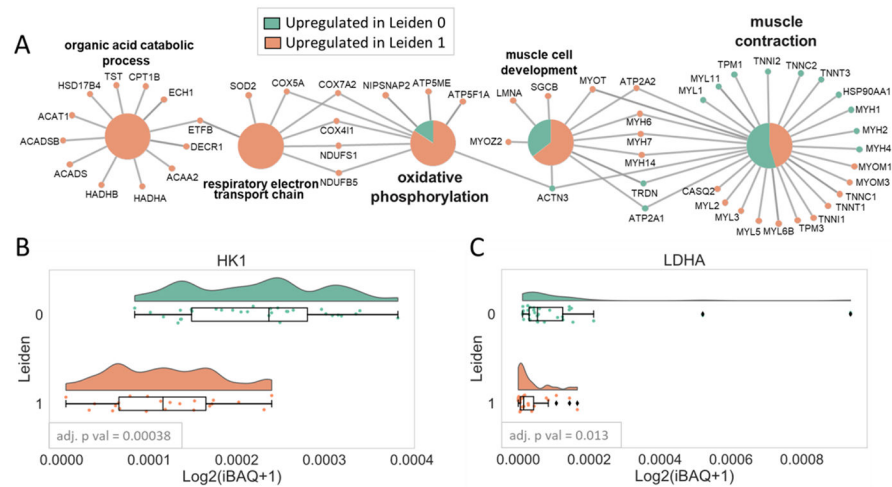 Upregulated in Leiden 0
Upregulated in Leiden 1
A
organic acid catabolic
process
muscle cell
development
muscle
contraction
respiratory electron
transport chain
oxidative
phosphorylation
TST
CPT1B
HSD17B4
ECH1
ACAT1
ETFB
ACADSB
DECR1
ACADS
ACAA2
HADHB
HADHA
SOD2
COX5A
COX7A2
NIPSNAP2
ATP5ME
ATP5F1A
COX4I1
NDUFS1
NDUFB5
LMNA
SGCB
MYOT
ATP2A2
MYOZ2
MYH6
MYH7
MYH14
ACTN3
TRDN
ATP2A1
MYL1
MYL11
TPM1
TNNI2
TNNC2
TNNT3
HSP90AA1
MYH1
MYH2
MYH4
MYOM1
MYOM3
TNNC1
TNNT1
TNNI1
TPM3
MYL6B
MYL5
MYL3
MYL2
CASQ2
B
HK1
0
Leiden
1
adj. p val = 0.00038
0.0000 0.0001 0.0002 0.0003 0.0004
Log2(iBAQ+1)
C
LDHA
0
Leiden
1
adj. p val = 0.013
0.0000 0.0002 0.0004 0.0006 0.0008
Log2(iBAQ+1)